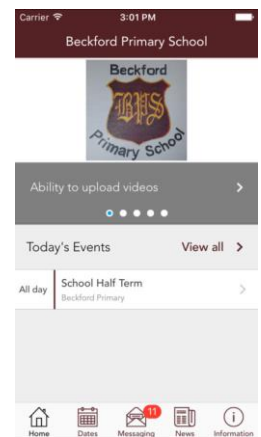 Carrier 3:01 PM
Beckford Primary School
Beckford
BPS
Primary School
Ability to upload videos
Today's Events View all
All day School Half Term
Beckford Primary
11
Home Dates Messaging News Information